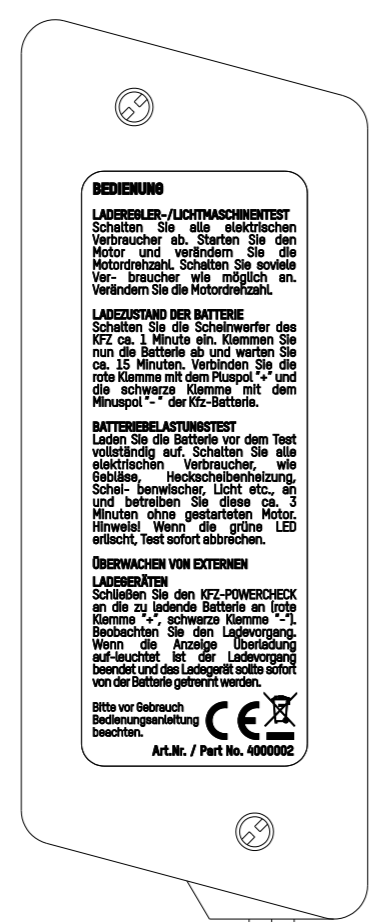 BEDIENUNG
LADEREGLER-/LICHTMASCHINENTEST
Schalten Sie alle elektrischen
Verbraucher ab. Starten Sie den
Motor und verändern Sie die
Motordrehzahl. Schalten Sie soviele
Ver- braucher wie möglich an.
Verändern Sie die Motordrehzahl.
LADEZUSTAND DER BATTERIE
Schalten Sie die Scheinwerfer des
KFZ ca. 1 Minute ein. Klemmen Sie
nun die Batterie ab und warten Sie
ca. 15 Minuten. Verbinden Sie die
rote Klemme mit dem Pluspol "+" und
die schwarze Klemme mit dem
Minuspol "- " der Kfz-Batterie.
BATTERIEBELASTUNGSTEST
Laden Sie die Batterie vor dem Test
vollständig auf. Schalten Sie alle
elektrischen Verbraucher, wie
Gebläse, Heckscheibenheizung,
Schei- benwischer, Licht etc., an
und betreiben Sie diese ca. 3
Minuten ohne gestarteten Motor.
Hinweis! Wenn die grüne LED
erlischt, Test sofort abbrechen.
ÜBERWACHEN VON EXTERNEN
LADEGERÄTEN
Schließen Sie den KFZ-POWERCHECK
an die zu ladende Batterie an (rote
Klemme "+", schwarze Klemme "-").
Beobachten Sie den Ladevorgang.
Wenn die Anzeige Überladung
auf-leuchtet ist der Ladevorgang
beendet und das Ladegerät sollte sofort
von der Batterie getrennt werden.
Bitte vor Gebrauch
Bedienungsanleitung
beachten.
CE
Art.Nr. / Part No. 4000002